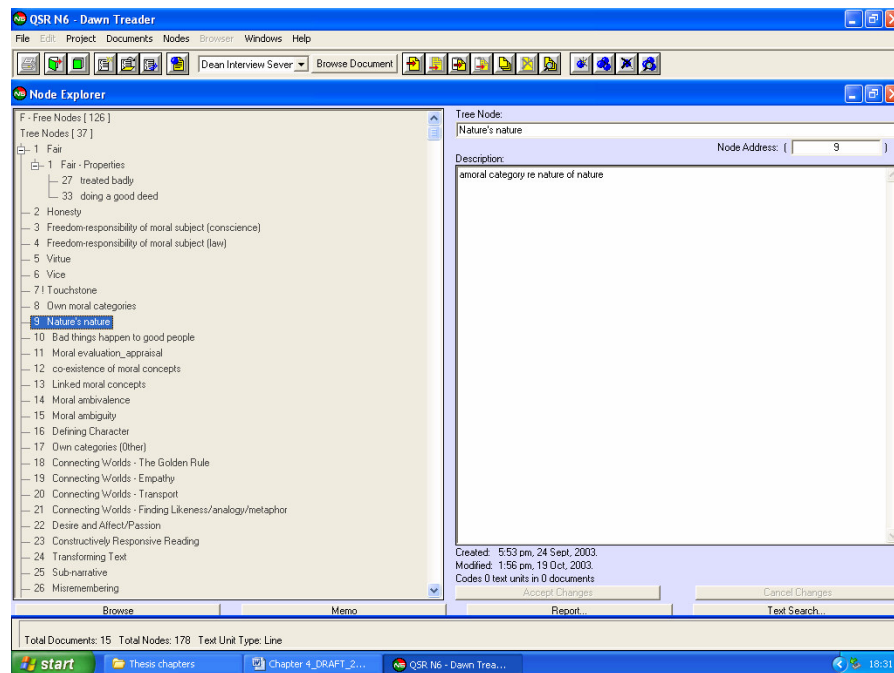 QSR N6 - Dawn Treader
File Edit Project Documents Nodes Browser Windows Help
Dean Interview Sever Browse Document
Node Explorer
F - Free Nodes [ 126 ]
Tree Nodes [ 37 ]
1 Fair
1 Fair - Properties
27 treated badly
33 doing a good deed
2 Honesty
3 Freedom-responsibility of moral subject (conscience)
4 Freedom-responsibility of moral subject (law)
5 Virtue
6 Vice
7 ! Touchstone
8 Own moral categories
9 Nature's nature
10 Bad things happen to good people
11 Moral evaluation_appraisal
12 co-existence of moral concepts
13 Linked moral concepts
14 Moral ambivalence
15 Moral ambiguity
16 Defining Character
17 Own categories (Other)
18 Connecting Worlds - The Golden Rule
19 Connecting Worlds - Empathy
20 Connecting Worlds - Transport
21 Connecting Worlds - Finding Likeness/analogy/metaphor
22 Desire and Affect/Passion
23 Constructively Responsive Reading
24 Transforming Text
25 Sub-narrative
26 Misremembering
Tree Node:
Nature's nature
Node Address: ( 9 )
Description:
amoral category re nature of nature
Created: 5:53 pm, 24 Sept, 2003.
Modified: 1:56 pm, 19 Oct, 2003.
Codes 0 text units in 0 documents
Accept Changes Cancel Changes
Browse Memo Report... Text Search...
Total Documents: 15 Total Nodes: 178 Text Unit Type: Line
start Thesis chapters Chapter 4_DRAFT_2... QSR N6 - Dawn Trea... 18:31